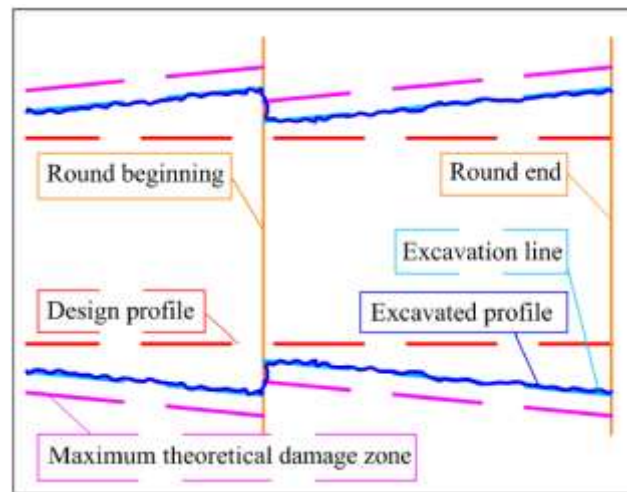 Round beginning
Round end
Excavation line
Design profile
Excavated profile
Maximum theoretical damage zone